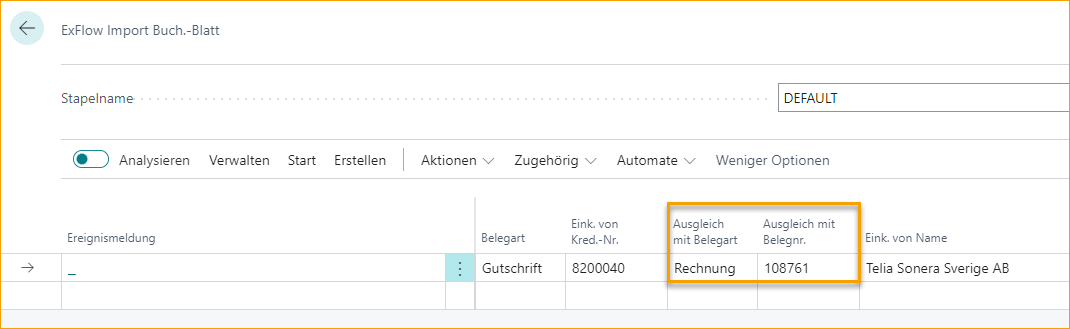 ExFlow Import Buch.-Blatt
Stapelname DEFAULT
Analysieren Verwalten Start Erstellen Aktionen Zugehörig Automate Weniger Optionen
Eink. von Ausgleich Ausgleich mit
Ereignismeldung Belegart Kred.-Nr. mit Belegart Belegnr. Eink. von Name
_ Gutschrift 8200040 Rechnung 108761 Telia Sonera Sverige AB